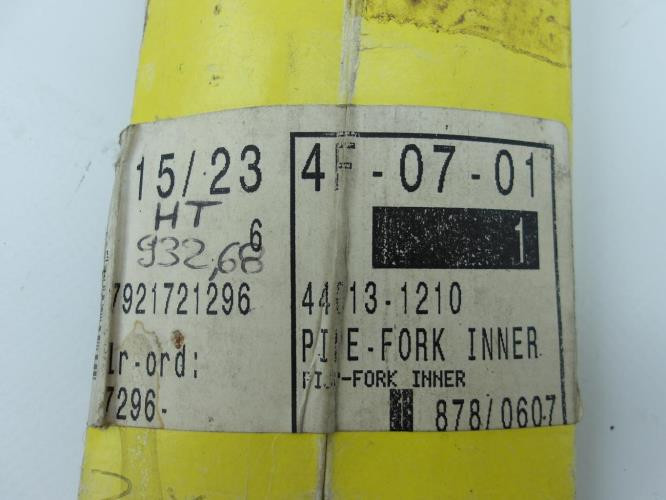 15/23
HT
6
932,68
7921721296
lr-ord:
7296-
4F-07-01
1
44013-1210
PIPE-FORK INNER
PIPE-FORK INNER
878/0607